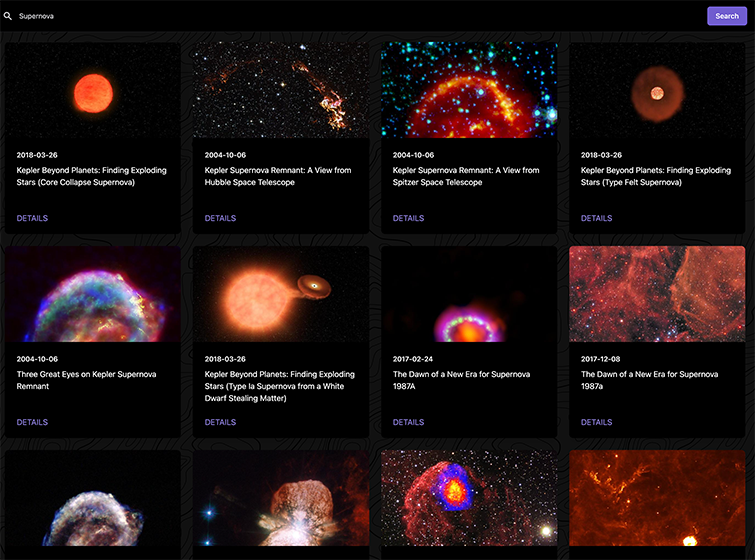 Supernova
Search
2018-03-26
Kepler Beyond Planets: Finding Exploding
Stars (Core Collapse Supernova)
DETAILS
2004-10-06
Kepler Supernova Remnant: A View from
Hubble Space Telescope
DETAILS
2004-10-06
Kepler Supernova Remnant: A View from
Spitzer Space Telescope
DETAILS
2018-03-26
Kepler Beyond Planets: Finding Exploding
Stars (Type Felt Supernova)
DETAILS
2004-10-06
Three Great Eyes on Kepler Supernova
Remnant
DETAILS
2018-03-26
Kepler Beyond Planets: Finding Exploding
Stars (Type Ia Supernova from a White
Dwarf Stealing Matter)
DETAILS
2017-02-24
The Dawn of a New Era for Supernova
1987A
DETAILS
2017-12-08
The Dawn of a New Era for Supernova
1987a
DETAILS